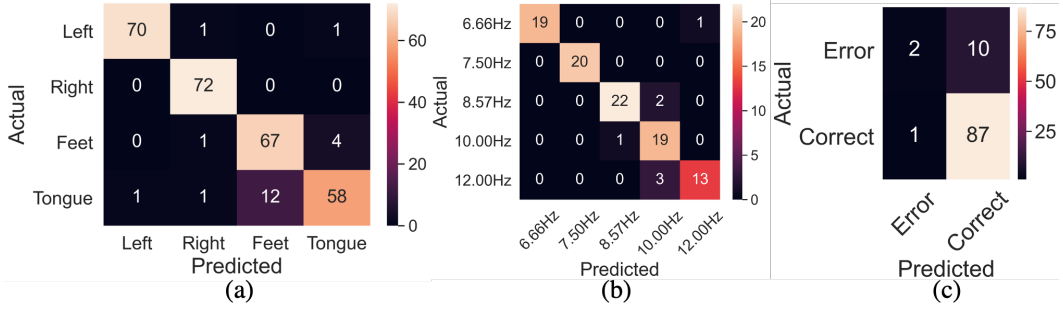 Actual
Left 70 1 0 1
Right 0 72 0 0
Feet 0 1 67 4
Tongue 1 1 12 58
Left Right Feet Tongue
Predicted
60
40
20
0
(a)
Actual
6.66Hz 19 0 0 0 1
7.50Hz 0 20 0 0 0
8.57Hz 0 0 22 2 0
10.00Hz 0 0 1 19 0
12.00Hz 0 0 0 3 13
6.66Hz 7.50Hz 8.57Hz 10.00Hz 12.00Hz
Predicted
20
15
10
5
0
(b)
Actual
Error 2 10
Correct 1 87
Error Correct
Predicted
75
50
25
(c)